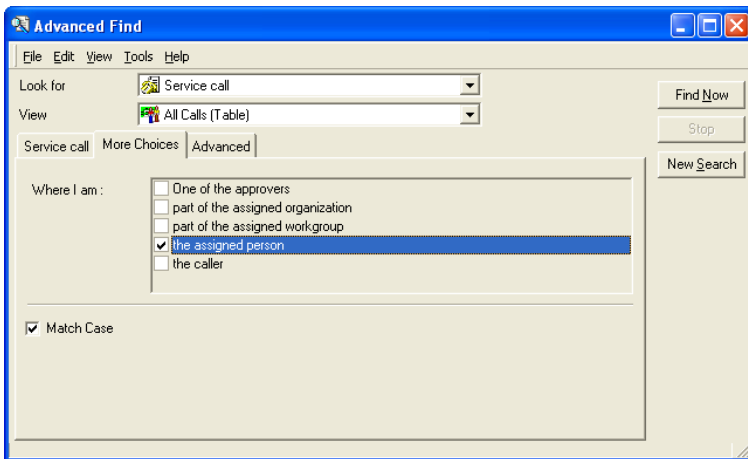 Advanced Find
File Edit View Tools Help
Look for Service call
Find Now
View All Calls (Table)
Stop
Service call More Choices Advanced
New Search
Where I am : One of the approvers
part of the assigned organization
part of the assigned workgroup
the assigned person
the caller
Match Case